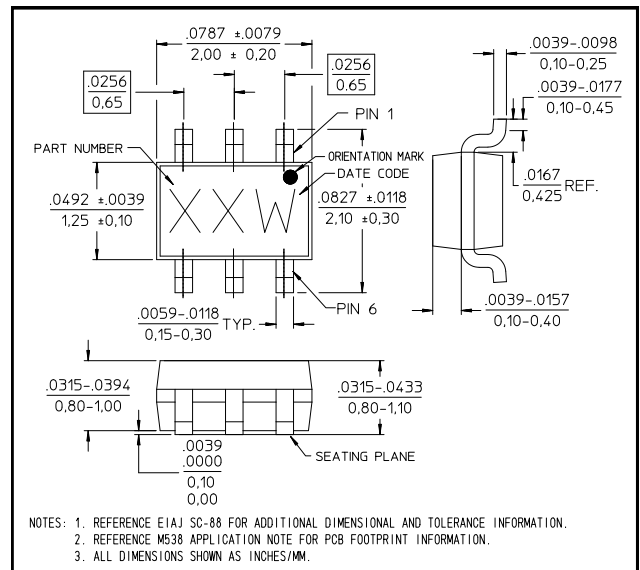 .0787 ±.0079
2,00 ± 0,20
.0256
0,65
.0256
0.65
.0039-.0098
0,10-0,25
.0039-.0177
0,10-0,45
PIN 1
PART NUMBER
ORIENTATION MARK
DATE CODE
XXW
.0492 ±.0039
1,25 ±0,10
.0827 ±.0118
2,10 ±0,30
.0167
0,425
REF.
PIN 6
.0059-.0118
0,15-0,30
TYP.
.0039-.0157
0,10-0,40
.0315-.0394
0,80-1,00
.0315-.0433
0,80-1,10
.0039
.0000
0,10
0,00
SEATING PLANE
NOTES: 1. REFERENCE EIAJ SC-88 FOR ADDITIONAL DIMENSIONAL AND TOLERANCE INFORMATION.
2. REFERENCE M538 APPLICATION NOTE FOR PCB FOOTPRINT INFORMATION.
3. ALL DIMENSIONS SHOWN AS INCHES/MM.